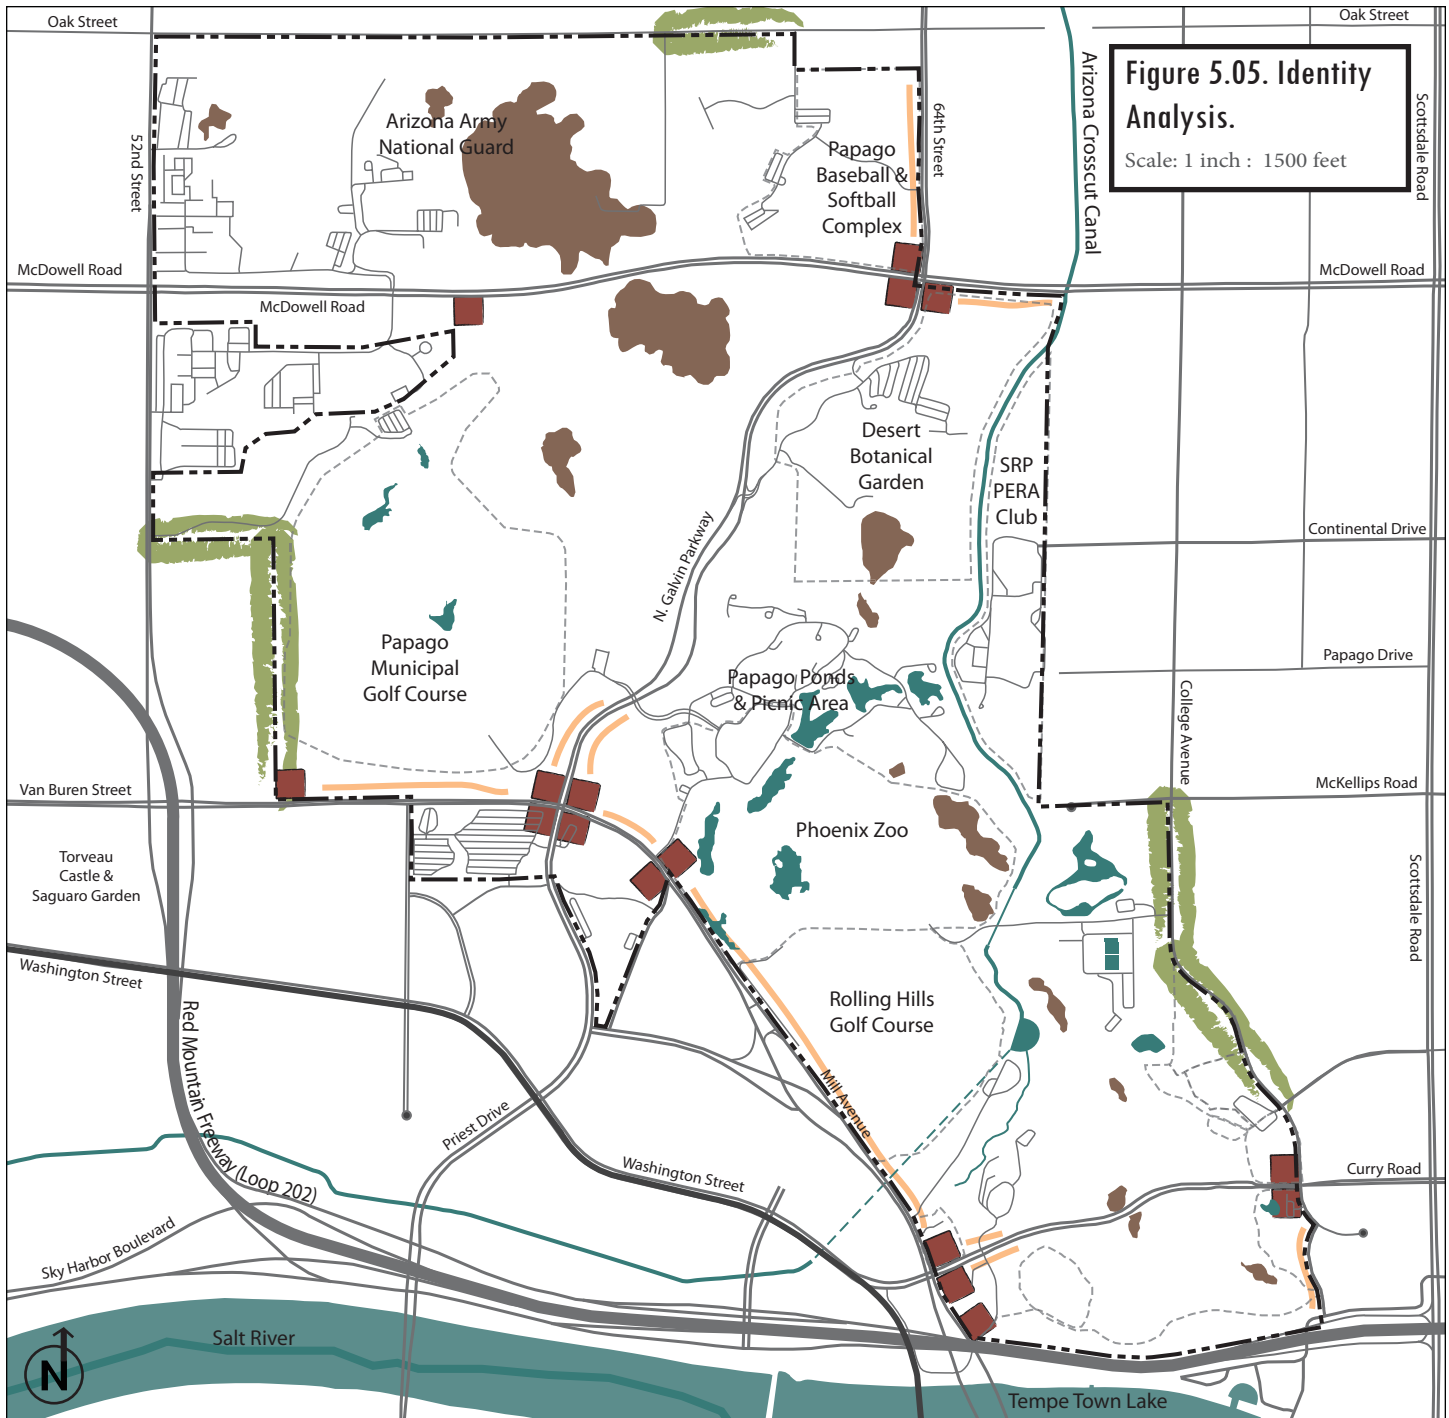 Oak Street
Oak Street
Figure 5.05. Identity
Analysis.
Scale: 1 inch : 1500 feet
Arizona Crosscut Canal
Scottsdale Road
52nd Street
64th Street
Arizona Army
National Guard
Papago
Baseball &
Softball
Complex
McDowell Road
McDowell Road
McDowell Road
Desert
Botanical
Garden
SRP
PERA
Club
Continental Drive
N. Galvin Parkway
Papago
Municipal
Golf Course
Papago Ponds
& Picnic Area
Papago Drive
College Avenue
Van Buren Street
McKellips Road
Phoenix Zoo
Torveau
Castle &
Saguaro Garden
Scottsdale Road
Washington Street
Rolling Hills
Golf Course
Red Mountain Freeway (Loop 202)
Mill Avenue
Priest Drive
Washington Street
Curry Road
Sky Harbor Boulevard
Salt River
N
Tempe Town Lake